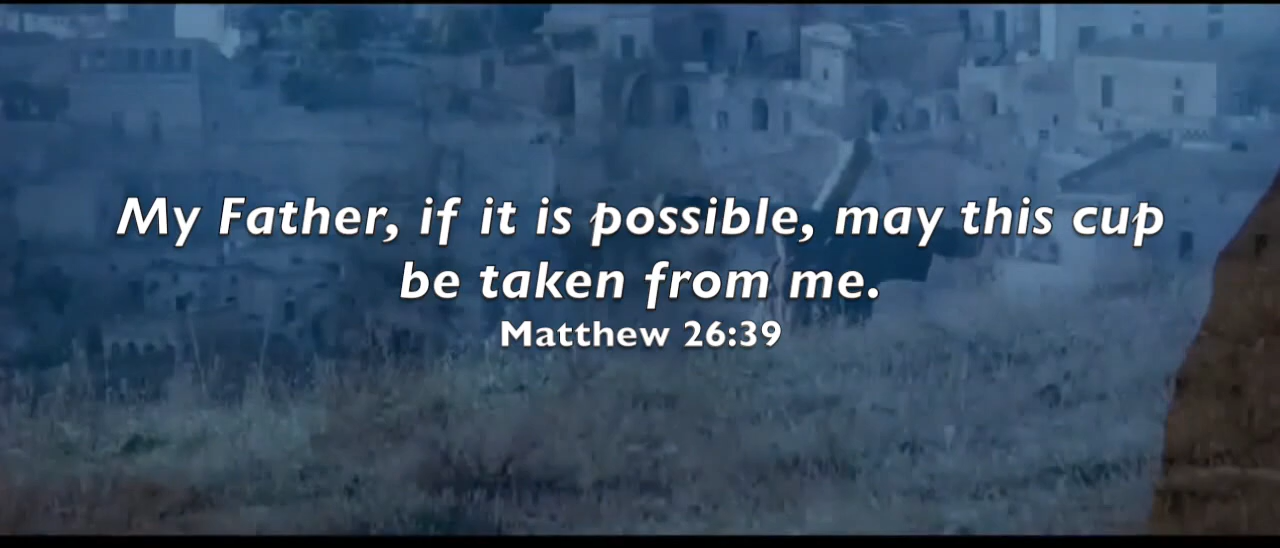 My Father, if it is possible, may this cup
be taken from me.
Matthew 26:39